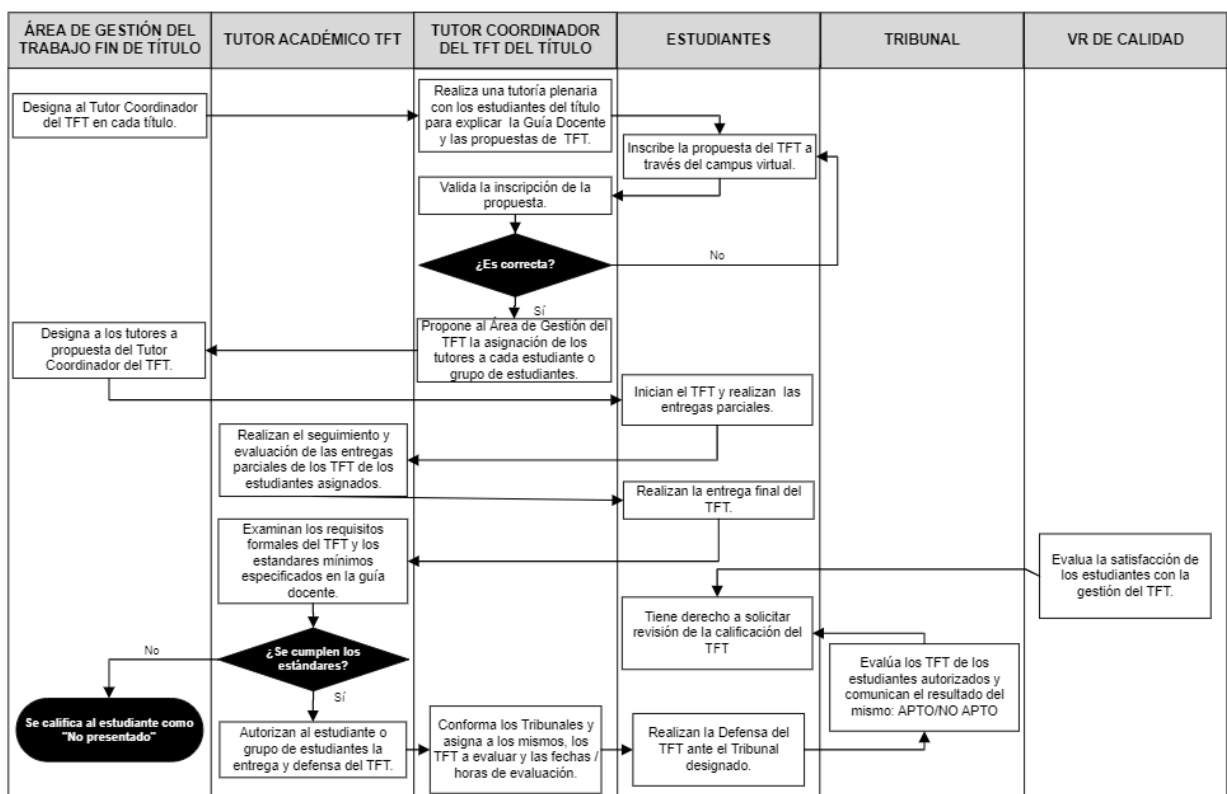 ÁREA DE GESTIÓN DEL
TRABAJO FIN DE TÍTULO
TUTOR ACADÉMICO TFT
TUTOR COORDINADOR
DEL TFT DEL TÍTULO
ESTUDIANTES
TRIBUNAL
VR DE CALIDAD
Designa al Tutor Coordinador
del TFT en cada título.
Realiza una tutoría plenaria
con los estudiantes del título
para explicar la Guía Docente
y las propuestas de TFT.
Inscribe la propuesta del TFT a
través del campus virtual.
Valida la inscripción de la
propuesta.
¿Es correcta?
No
Sí
Propone al Área de Gestión del
TFT la asignación de los
tutores a cada estudiante o
grupo de estudiantes.
Designa a los tutores a
propuesta del Tutor
Coordinador del TFT.
Inician el TFT y realizan las
entregas parciales.
Realizan el seguimiento y
evaluación de las entregas
parciales de los TFT de los
estudiantes asignados.
Realizan la entrega final del
TFT.
Examinan los requisitos
formales del TFT y los
estandares mínimos
especificados en la guía
docente.
Evalua la satisfacción de
los estudiantes con la
gestión del TFT.
Tiene derecho a solicitar
revisión de la calificación del
TFT
¿Se cumplen los
estándares?
No
Sí
Evalúa los TFT de los
estudiantes autorizados y
comunican el resultado del
mismo: APTO/NO APTO
Se califica al estudiante como
"No presentado"
Autorizan al estudiante o
grupo de estudiantes la
entrega y defensa del TFT.
Conforma los Tribunales y
asigna a los mismos, los
TFT a evaluar y las fechas /
horas de evaluación.
Realizan la Defensa del
TFT ante el Tribunal
designado.